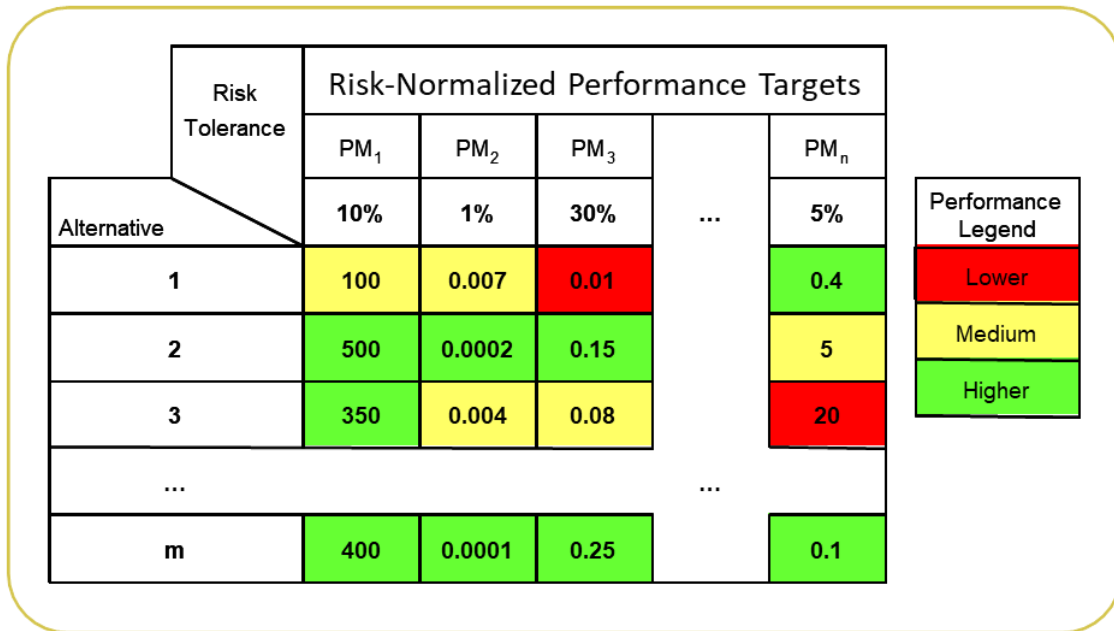 Risk
Tolerance
Risk-Normalized Performance Targets
PM1 PM2 PM3 PMn
Alternative
10% 1% 30% ... 5%
1 100 0.007 0.01 0.4
2 500 0.0002 0.15 5
3 350 0.004 0.08 20
... ...
m 400 0.0001 0.25 0.1
Performance
Legend
Lower
Medium
Higher